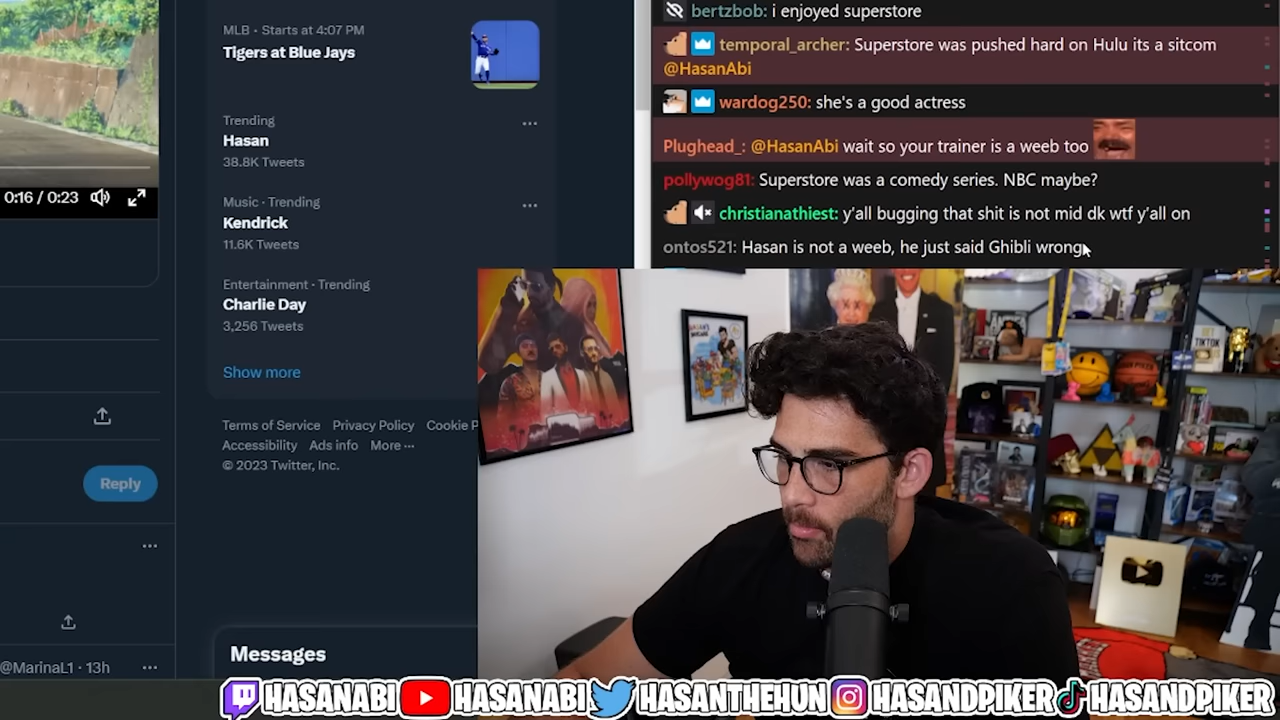 MLB · Starts at 4:07 PM
Tigers at Blue Jays
Trending
Hasan
38.8K Tweets
Music · Trending
Kendrick
11.6K Tweets
Entertainment · Trending
Charlie Day
3,256 Tweets
Show more
Terms of Service Privacy Policy Cookie P
Accessibility Ads info More ···
© 2023 Twitter, Inc.
Messages
0:16 / 0:23
Reply
@MarinaL1 · 13h
bertzbob: i enjoyed superstore
temporal_archer: Superstore was pushed hard on Hulu its a sitcom
@HasanAbi
wardog250: she's a good actress
Plughead_: @HasanAbi wait so your trainer is a weeb too
pollywog81: Superstore was a comedy series. NBC maybe?
christianathiest: y'all bugging that shit is not mid dk wtf y'all on
ontos521: Hasan is not a weeb, he just said Ghibli wrong
TIKTOK
HASANABI HASANABI HASANTHEHUN HASANDPIKER HASANDPIKER